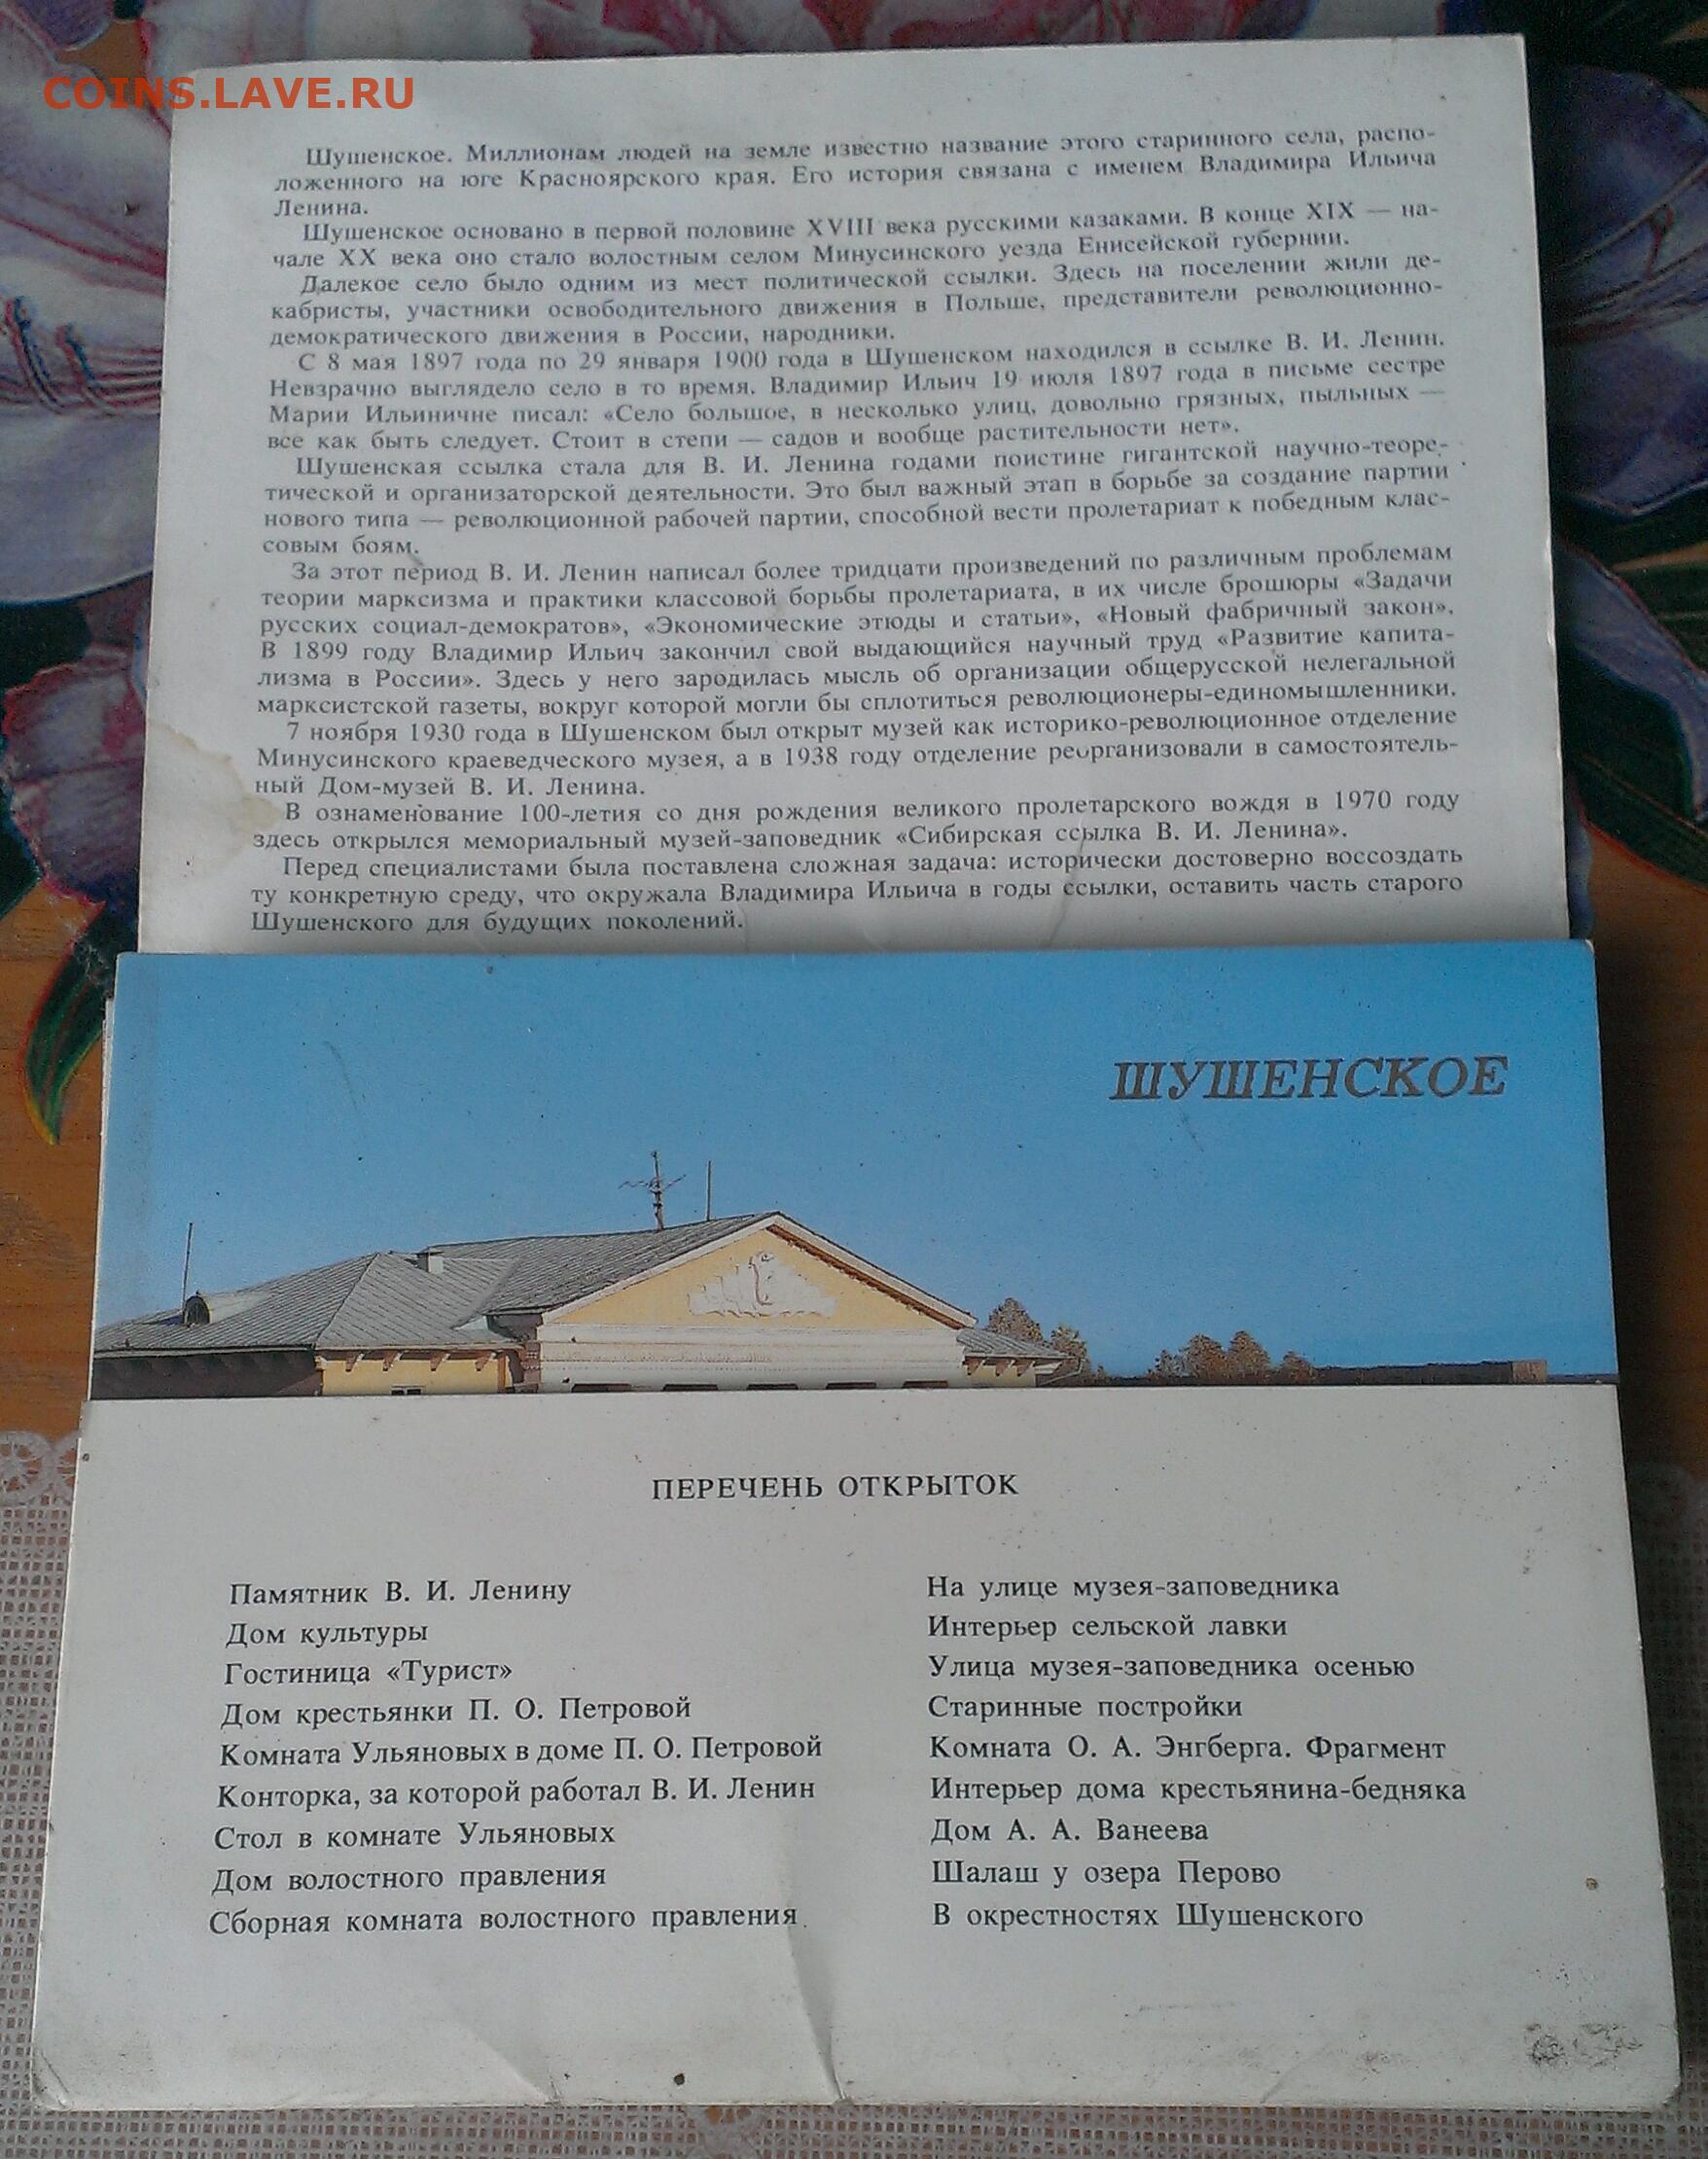 COINS.LAVE.RU
Шушенское. Миллионам людей на земле известно название этого старинного села, распо-
ложенного на юге Красноярского края. Его история связана с именем Владимира Ильича
Ленина.
Шушенское основано в первой половине XVIII века русскими казаками. В конце XIX — на-
чале XX века оно стало волостным селом Минусинского уезда Енисейской губернии.
Далекое село было одним из мест политической ссылки. Здесь на поселении жили де-
кабристы, участники освободительного движения в Польше, представители революционно-
демократического движения в России, народники.
С 8 мая 1897 года по 29 января 1900 года в Шушенском находился в ссылке В. И. Ленин.
Невзрачно выглядело село в то время. Владимир Ильич 19 июля 1897 года в письме сестре
Марии Ильиничне писал: «Село большое, в несколько улиц, довольно грязных, пыльных —
все как быть следует. Стоит в степи — садов и вообще растительности нет».
Шушенская ссылка стала для В. И. Ленина годами поистине гигантской научно-теоре-
тической и организаторской деятельности. Это был важный этап в борьбе за создание партии
нового типа — революционной рабочей партии, способной вести пролетариат к победным клас-
совым боям.
За этот период В. И. Ленин написал более тридцати произведений по различным проблемам
теории марксизма и практики классовой борьбы пролетариата, в их числе брошюры «Задачи
русских социал-демократов», «Экономические этюды и статьи», «Новый фабричный закон».
В 1899 году Владимир Ильич закончил свой выдающийся научный труд «Развитие капита-
лизма в России». Здесь у него зародилась мысль об организации общерусской нелегальной
марксистской газеты, вокруг которой могли бы сплотиться революционеры-единомышленники.
7 ноября 1930 года в Шушенском был открыт музей как историко-революционное отделение
Минусинского краеведческого музея, а в 1938 году отделение реорганизовали в самостоятель-
ный Дом-музей В. И. Ленина.
В ознаменование 100-летия со дня рождения великого пролетарского вождя в 1970 году
здесь открылся мемориальный музей-заповедник «Сибирская ссылка В. И. Ленина».
Перед специалистами была поставлена сложная задача: исторически достоверно воссоздать
ту конкретную среду, что окружала Владимира Ильича в годы ссылки, оставить часть старого
Шушенского для будущих поколений.
ШУШЕНСКОЕ
ПЕРЕЧЕНЬ ОТКРЫТОК
Памятник В. И. Ленину
Дом культуры
Гостиница «Турист»
Дом крестьянки П. О. Петровой
Комната Ульяновых в доме П. О. Петровой
Конторка, за которой работал В. И. Ленин
Стол в комнате Ульяновых
Дом волостного правления
Сборная комната волостного правления
На улице музея-заповедника
Интерьер сельской лавки
Улица музея-заповедника осенью
Старинные постройки
Комната О. А. Энгберга. Фрагмент
Интерьер дома крестьянина-бедняка
Дом А. А. Ванеева
Шалаш у озера Перово
В окрестностях Шушенского